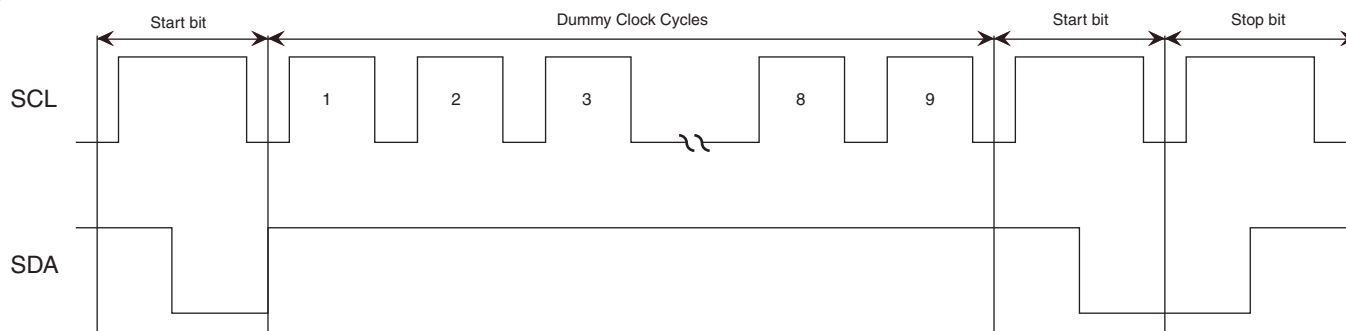 Start bit
Dummy Clock Cycles
Start bit
Stop bit
SCL
1
2
3
8
9
SDA